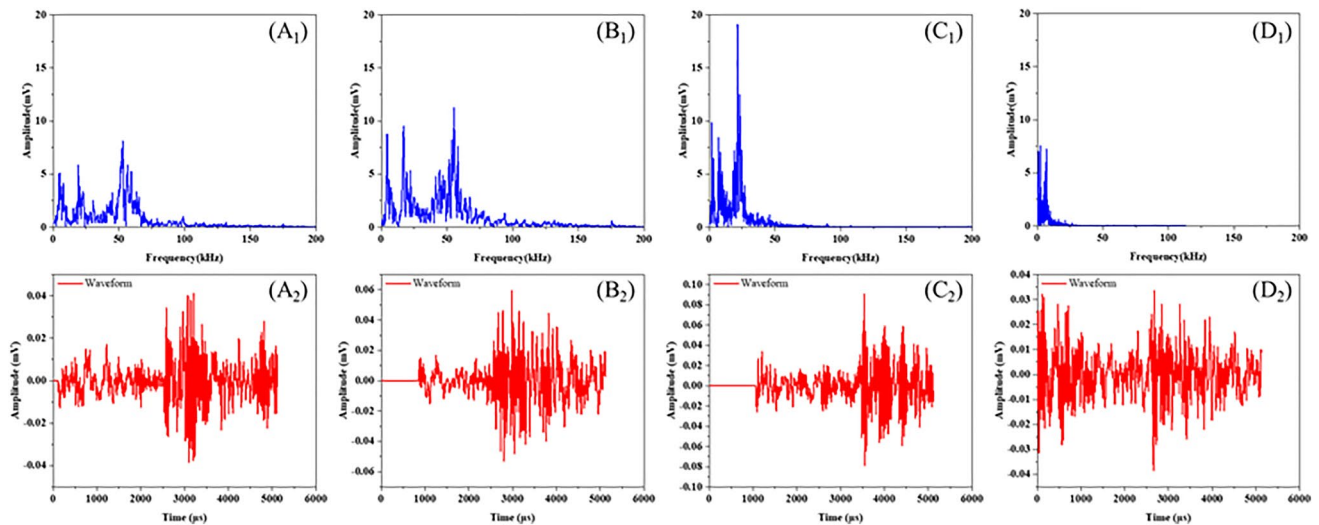 (A₁)
20
15
10
5
0
Amplitude(mV)
0 50 100 150 200
Frequency(kHz)
(B₁)
20
15
10
5
0
Amplitude(mV)
0 50 100 150 200
Frequency(kHz)
(C₁)
20
15
10
5
0
Amplitude(mV)
0 50 100 150 200
Frequency(kHz)
(D₁)
20
15
10
5
0
Amplitude(mV)
0 50 100 150 200
Frequency(kHz)
Waveform
(A₂)
0.04
0.02
0.00
-0.02
-0.04
Amplitude (mV)
0 1000 2000 3000 4000 5000 6000
Time (μs)
Waveform
(B₂)
0.06
0.04
0.02
0.00
-0.02
-0.04
-0.06
Amplitude (mV)
0 1000 2000 3000 4000 5000 6000
Time (μs)
Waveform
(C₂)
0.10
0.08
0.06
0.04
0.02
0.00
-0.02
-0.04
-0.06
-0.08
-0.10
Amplitude (mV)
0 1000 2000 3000 4000 5000 6000
Time (μs)
Waveform
(D₂)
0.04
0.03
0.02
0.01
0.00
-0.01
-0.02
-0.03
-0.04
Amplitude (mV)
0 1000 2000 3000 4000 5000 6000
Time (μs)